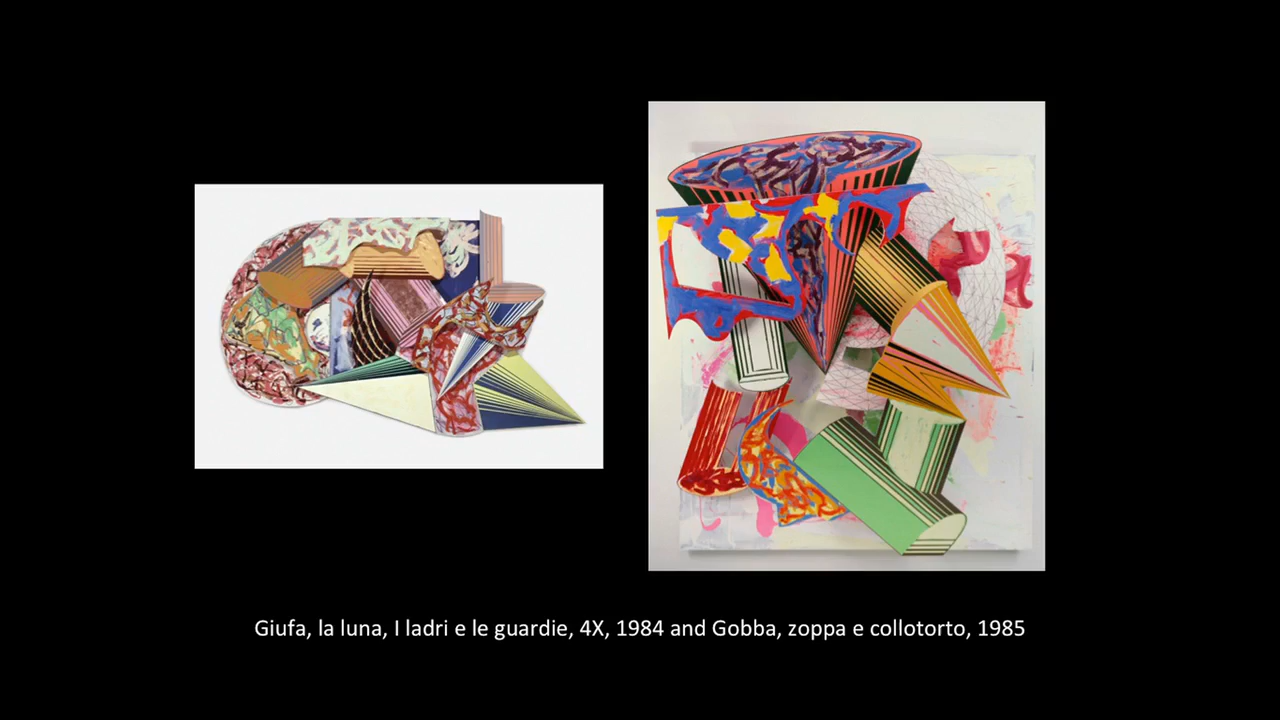 Giufa, la luna, I ladri e le guardie, 4X, 1984 and Gobba, zoppa e collotorto, 1985